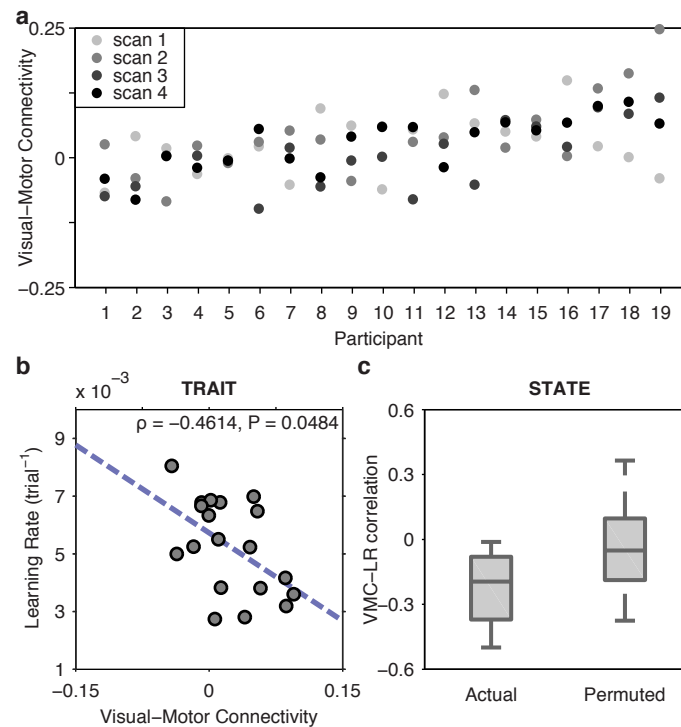 a
0.25
scan 1
scan 2
scan 3
scan 4
Visual−Motor Connectivity
0
−0.25
1 2 3 4 5 6 7 8 9 10 11 12 13 14 15 16 17 18 19
Participant
b
x 10⁻³
TRAIT
ρ = −0.4614, P = 0.0484
Learning Rate (trial⁻¹)
9
7
5
3
1
−0.15 0 0.15
Visual−Motor Connectivity
c
STATE
VMC−LR correlation
0.6
0.3
0
−0.3
−0.6
Actual Permuted